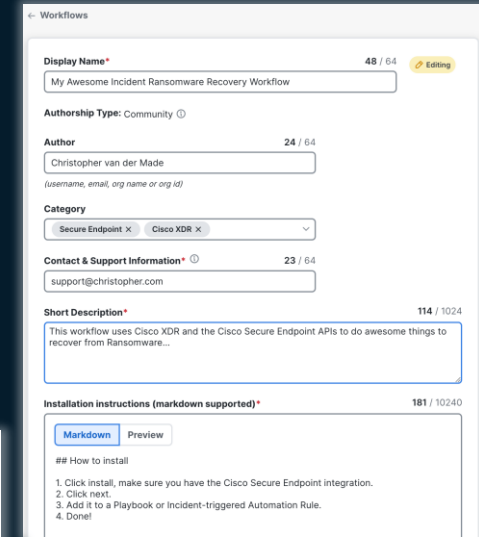 ← Workflows
Display Name* 48 / 64 Editing
My Awesome Incident Ransomware Recovery Workflow
Authorship Type: Community
Author 24 / 64
Christopher van der Made
(username, email, org name or org id)
Category
Secure Endpoint × Cisco XDR ×
Contact & Support Information* 23 / 64
support@christopher.com
Short Description* 114 / 1024
This workflow uses Cisco XDR and the Cisco Secure Endpoint APIs to do awesome things to
recover from Ransomware...
Installation instructions (markdown supported)* 181 / 10240
Markdown Preview
## How to install
1. Click install, make sure you have the Cisco Secure Endpoint integration.
2. Click next.
3. Add it to a Playbook or Incident-triggered Automation Rule.
4. Done!